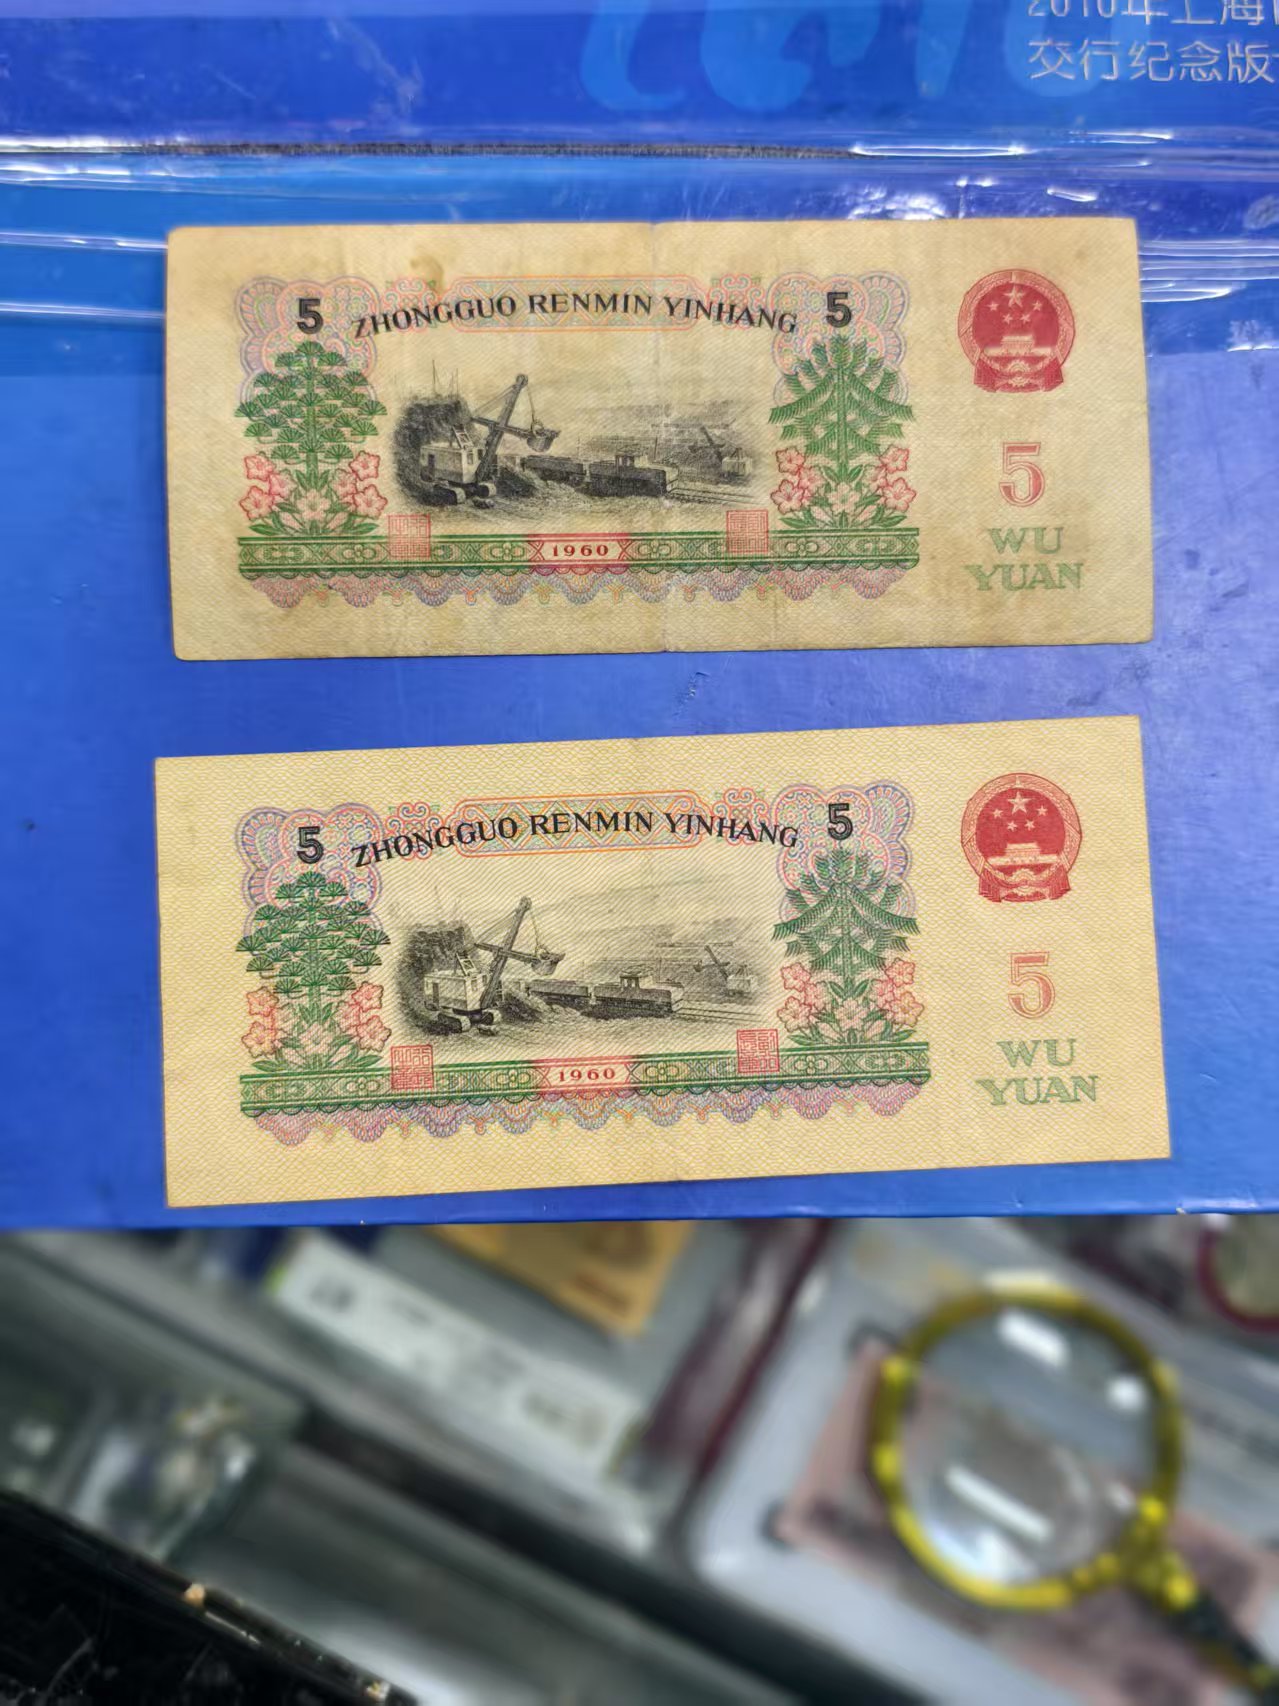 2010年上海
交行纪念版
5 ZHONGGUO RENMIN YINHANG 5
5
WU
YUAN
1960
5 ZHONGGUO RENMIN YINHANG 5
5
WU
YUAN
1960